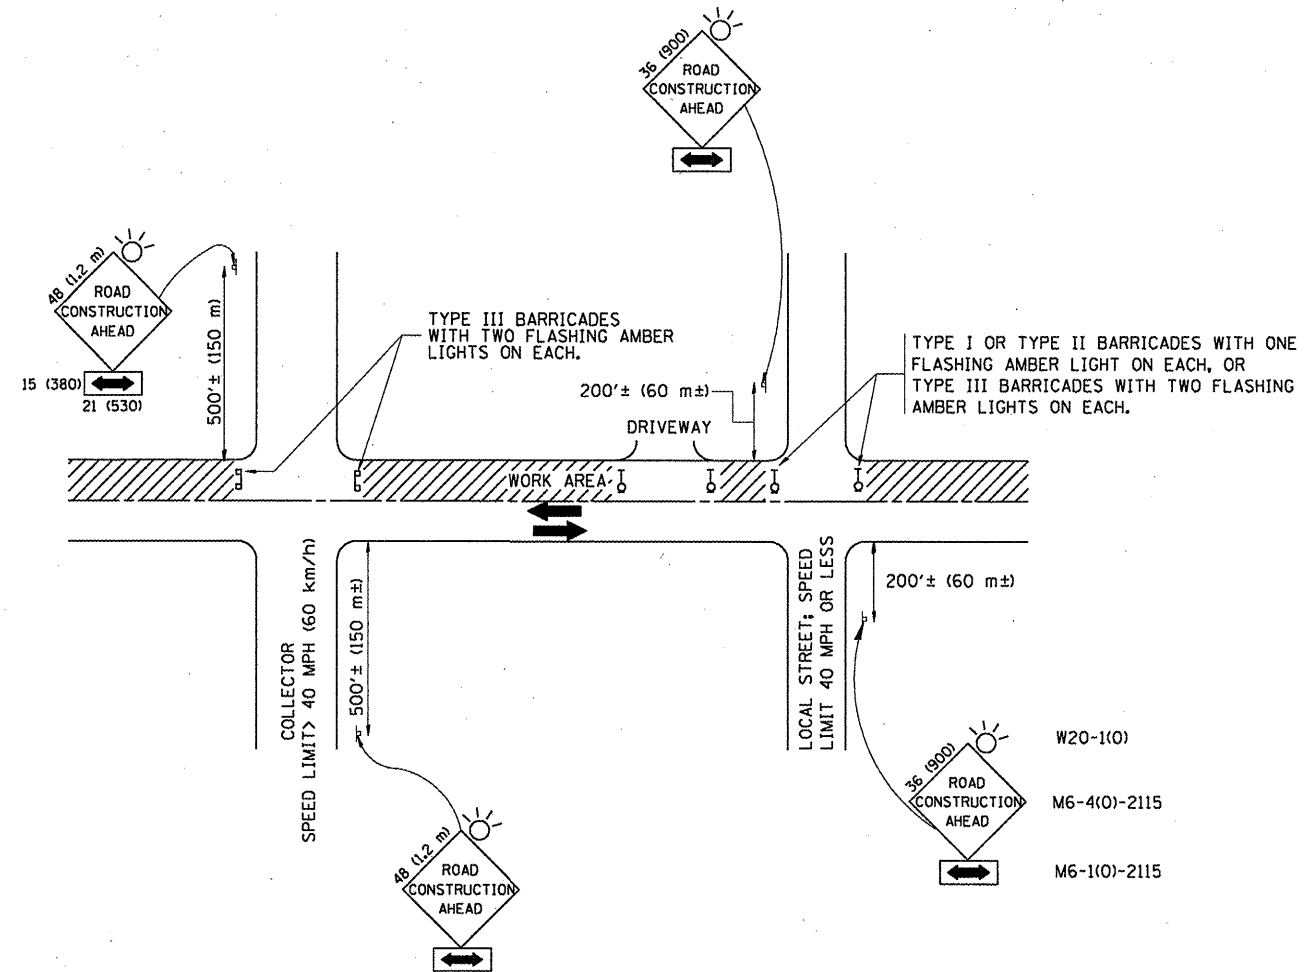 36 (900)
ROAD
CONSTRUCTION
AHEAD
48 (1.2 m)
ROAD
CONSTRUCTION
AHEAD
15 (380)
21 (530)
500'± (150 m)
TYPE III BARRICADES
WITH TWO FLASHING AMBER
LIGHTS ON EACH.
200'± (60 m±)
DRIVEWAY
TYPE I OR TYPE II BARRICADES WITH ONE
FLASHING AMBER LIGHT ON EACH, OR
TYPE III BARRICADES WITH TWO FLASHING
AMBER LIGHTS ON EACH.
WORK AREA
COLLECTOR
SPEED LIMIT> 40 MPH (60 km/h)
500'± (150 m±)
LOCAL STREET; SPEED
LIMIT 40 MPH OR LESS
200'± (60 m±)
48 (1.2 m)
ROAD
CONSTRUCTION
AHEAD
36 (900)
ROAD
CONSTRUCTION
AHEAD
W20-1(O)
M6-4(O)-2115
M6-1(O)-2115